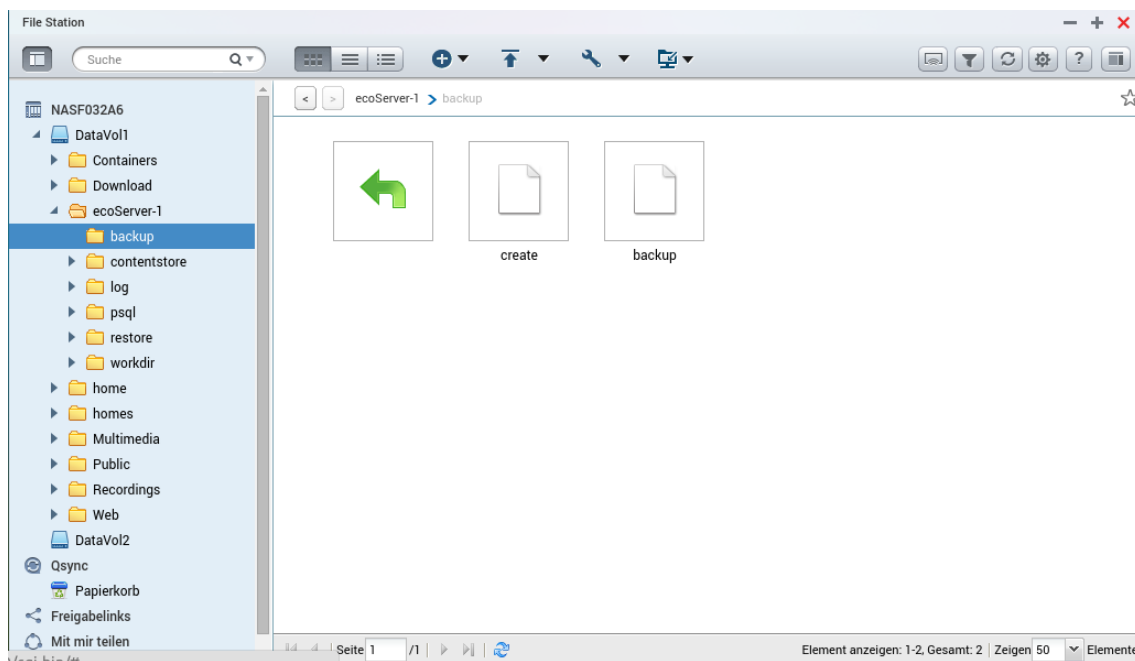 File Station
Suche
NASF032A6
DataVol1
Containers
Download
ecoServer-1
backup
contentstore
log
psql
restore
workdir
home
homes
Multimedia
Public
Recordings
Web
DataVol2
Qsync
Papierkorb
Freigabelinks
Mit mir teilen
ecoServer-1 > backup
create
backup
Seite 1 /1
Element anzeigen: 1-2, Gesamt: 2 Zeigen 50 Elemente